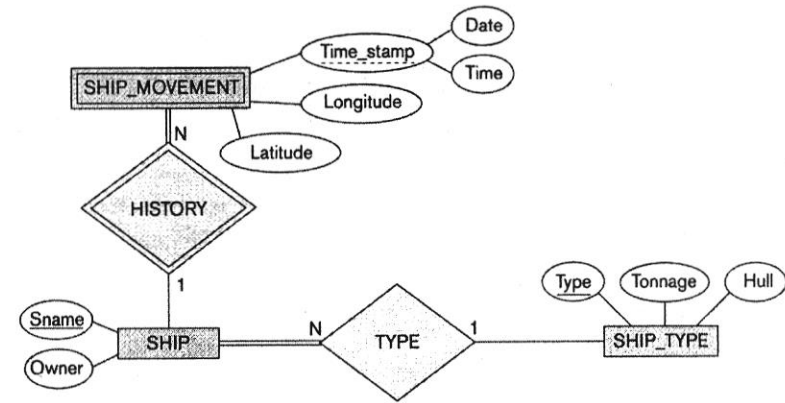 Date
Time_stamp
Time
SHIP_MOVEMENT
Longitude
N
Latitude
HISTORY
1
Type
Tonnage
Hull
Sname
N
1
SHIP
TYPE
SHIP_TYPE
Owner